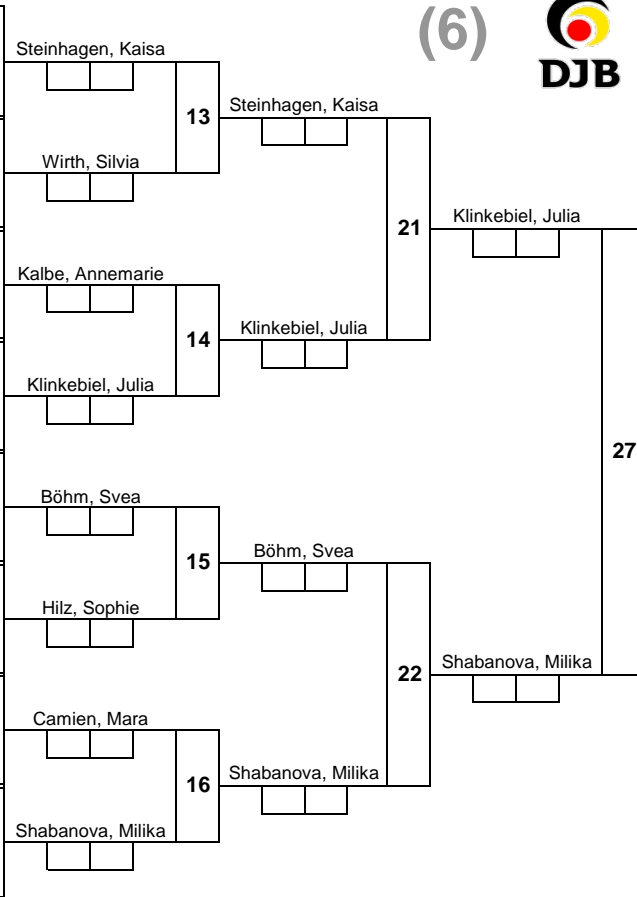 (6)
DJB
Steinhagen, Kaisa
13
Steinhagen, Kaisa
Wirth, Silvia
21
Klinkebiel, Julia
Kalbe, Annemarie
14
Klinkebiel, Julia
Klinkebiel, Julia
27
Böhm, Svea
15
Böhm, Svea
Hilz, Sophie
22
Shabanova, Milika
Camien, Mara
16
Shabanova, Milika
Shabanova, Milika